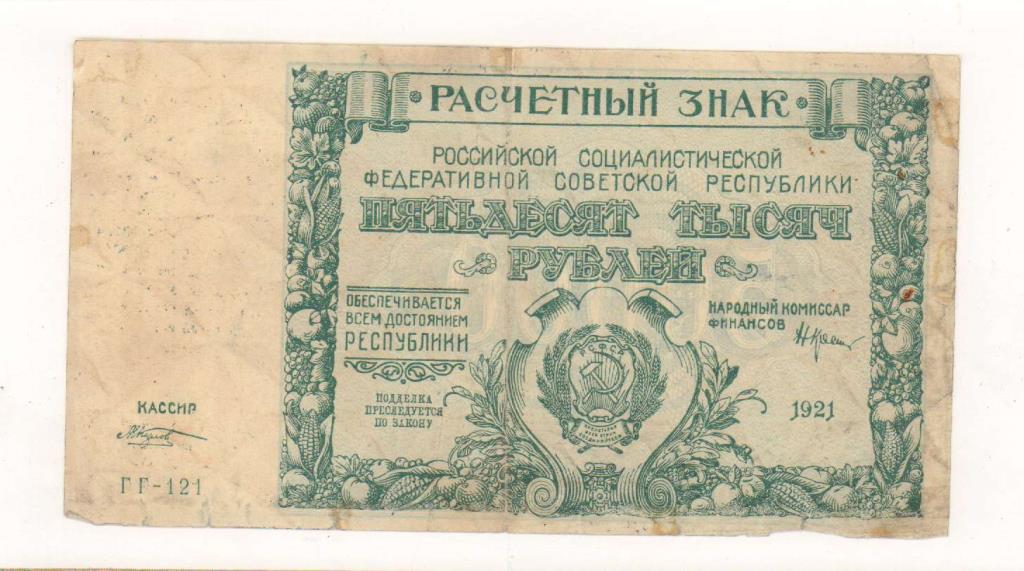 РАСЧЕТНЫЙ ЗНАК
РОССИЙСКОЙ СОЦИАЛИСТИЧЕСКОЙ
ФЕДЕРАТИВНОЙ СОВЕТСКОЙ РЕСПУБЛИКИ
ПЯТЬДЕСЯТ ТЫСЯЧ
РУБЛЕЙ
ОБЕСПЕЧИВАЕТСЯ
ВСЕМ ДОСТОЯНИЕМ
РЕСПУБЛИКИ
ПОДДЕЛКА
ПРЕСЛЕДУЕТСЯ
ПО ЗАКОНУ
НАРОДНЫЙ КОМИССАР
ФИНАНСОВ
1921
КАССИР
ГГ-121